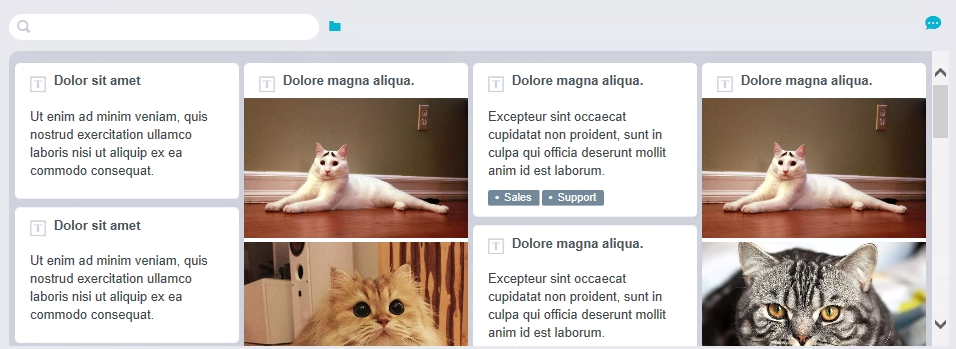 Dolor sit amet
Ut enim ad minim veniam, quis
nostrud exercitation ullamco
laboris nisi ut aliquip ex ea
commodo consequat.
Dolor sit amet
Ut enim ad minim veniam, quis
nostrud exercitation ullamco
laboris nisi ut aliquip ex ea
commodo consequat.
Dolore magna aliqua.
Dolore magna aliqua.
Excepteur sint occaecat
cupidatat non proident, sunt in
culpa qui officia deserunt mollit
anim id est laborum.
• Sales • Support
Dolore magna aliqua.
Excepteur sint occaecat
cupidatat non proident, sunt in
culpa qui officia deserunt mollit
anim id est laborum.
Dolore magna aliqua.